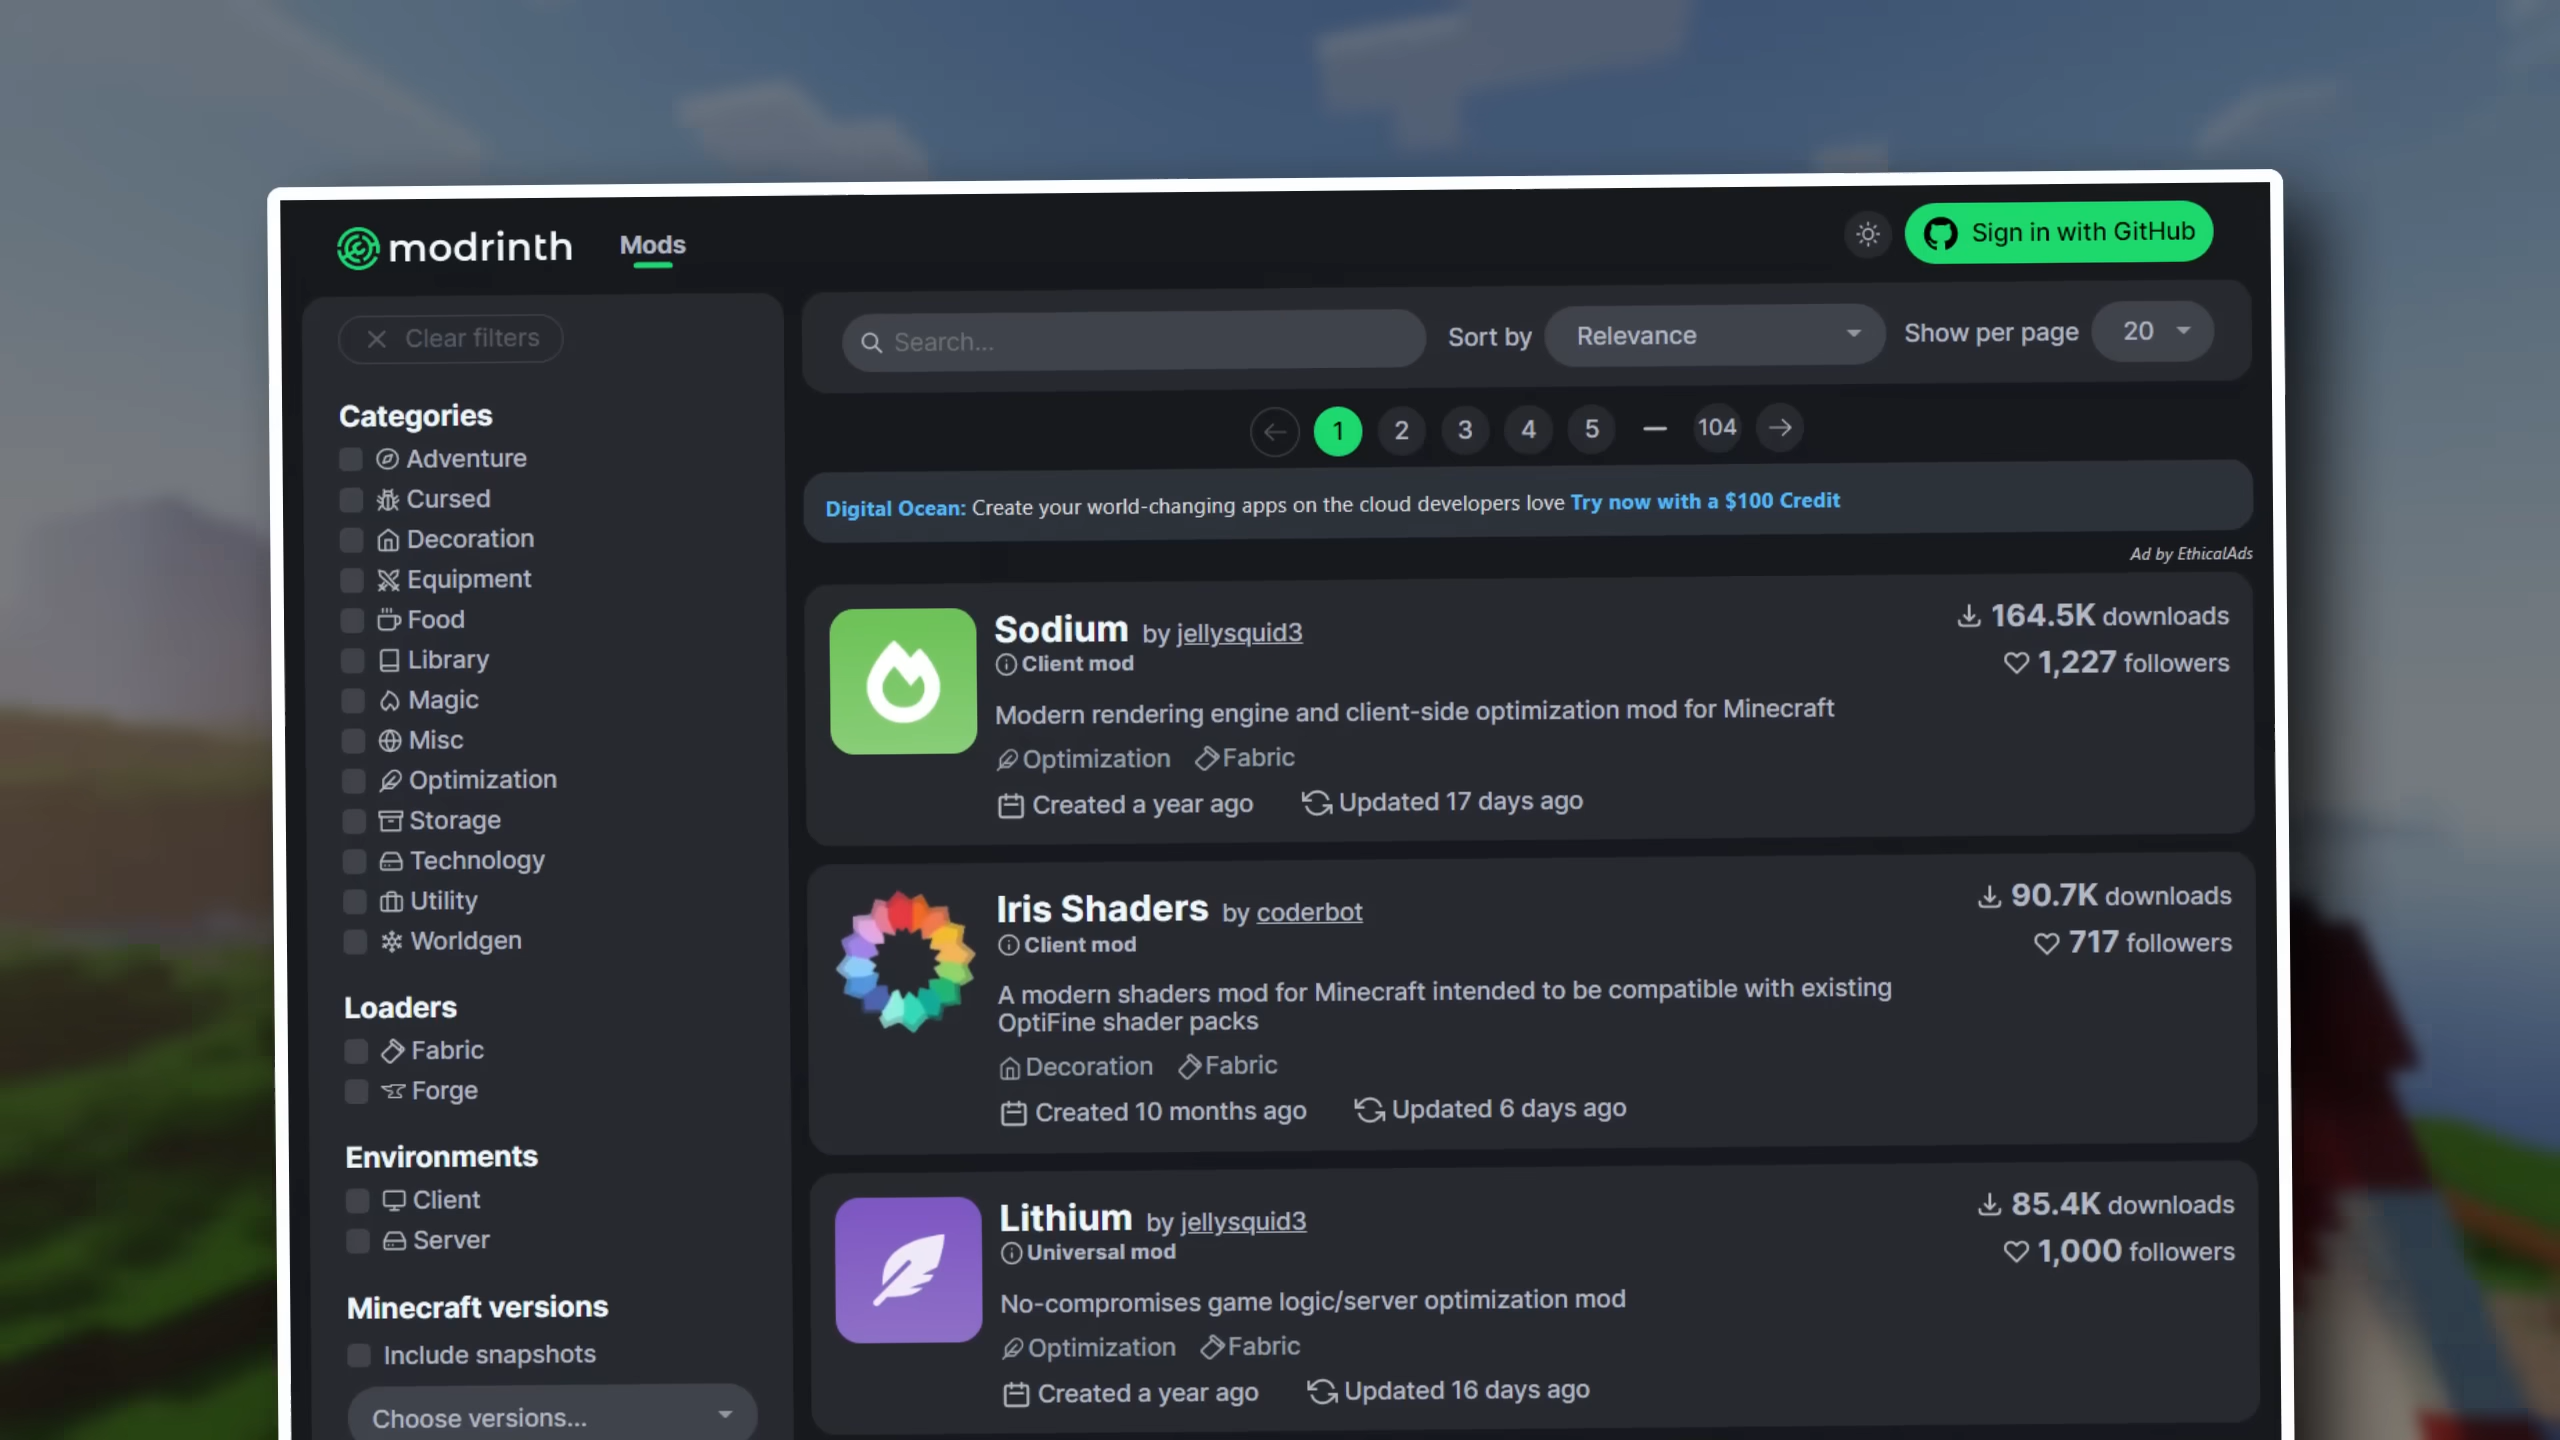 modrinth
Mods
Sign in with GitHub
Clear filters
Search...
Sort by
Relevance
Show per page
20
1 2 3 4 5 — 104
Categories
Adventure
Cursed
Decoration
Equipment
Food
Library
Magic
Misc
Optimization
Storage
Technology
Utility
Worldgen
Loaders
Fabric
Forge
Environments
Client
Server
Minecraft versions
Include snapshots
Choose versions...
Digital Ocean: Create your world-changing apps on the cloud developers love Try now with a $100 Credit
Ad by EthicalAds
Sodium by jellysquid3
Client mod
Modern rendering engine and client-side optimization mod for Minecraft
Optimization Fabric
Created a year ago Updated 17 days ago
164.5K downloads
1,227 followers
Iris Shaders by coderbot
Client mod
A modern shaders mod for Minecraft intended to be compatible with existing
OptiFine shader packs
Decoration Fabric
Created 10 months ago Updated 6 days ago
90.7K downloads
717 followers
Lithium by jellysquid3
Universal mod
No-compromises game logic/server optimization mod
Optimization Fabric
Created a year ago Updated 16 days ago
85.4K downloads
1,000 followers